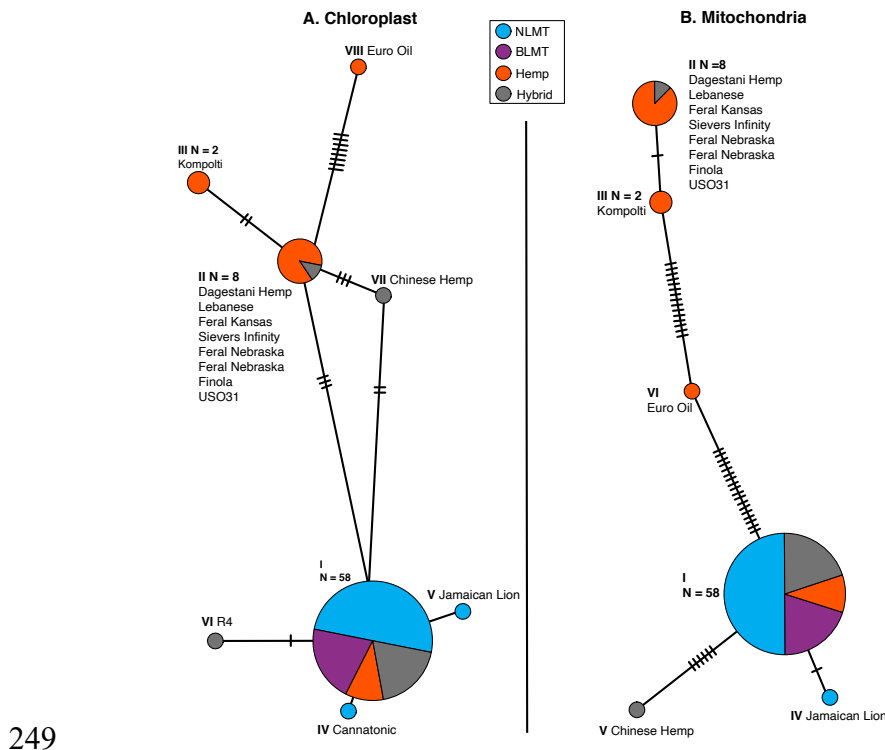 A. Chloroplast
VIII Euro Oil
III N = 2
Kompolti
VII Chinese Hemp
II N = 8
Dagestani Hemp
Lebanese
Feral Kansas
Sievers Infinity
Feral Nebraska
Feral Nebraska
Finola
USO31
I
N = 58
V Jamaican Lion
VI R4
IV Cannatonic
NLMT
BLMT
Hemp
Hybrid
B. Mitochondria
II N =8
Dagestani Hemp
Lebanese
Feral Kansas
Sievers Infinity
Feral Nebraska
Feral Nebraska
Finola
USO31
III N = 2
Kompolti
VI
Euro Oil
I
N = 58
V Chinese Hemp
IV Jamaican Lion
249